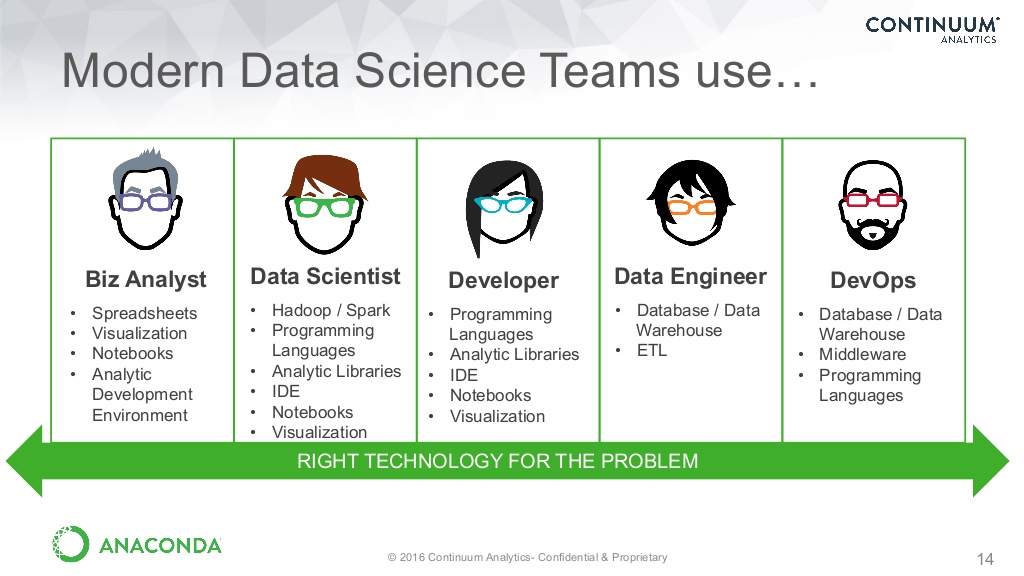 CONTINUUM®
ANALYTICS
Modern Data Science Teams use…
Biz Analyst
• Spreadsheets
• Visualization
• Notebooks
• Analytic
Development
Environment
Data Scientist
• Hadoop / Spark
• Programming
Languages
• Analytic Libraries
• IDE
• Notebooks
• Visualization
Developer
• Programming
Languages
• Analytic Libraries
• IDE
• Notebooks
• Visualization
Data Engineer
• Database / Data
Warehouse
• ETL
DevOps
• Database / Data
Warehouse
• Middleware
• Programming
Languages
RIGHT TECHNOLOGY FOR THE PROBLEM
ANACONDA
© 2016 Continuum Analytics- Confidential & Proprietary
14